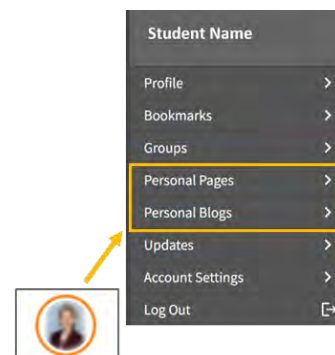 Student Name
Profile
Bookmarks
Groups
Personal Pages
Personal Blogs
Updates
Account Settings
Log Out